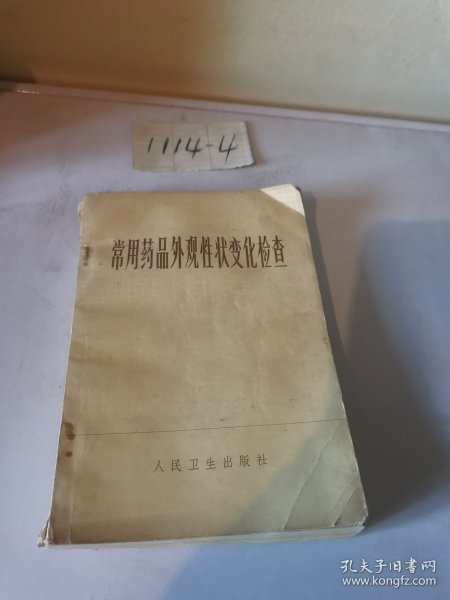 1114-4
常用药品外观性状变化检查
人民卫生出版社
孔夫子旧书网
www.kongfz.com